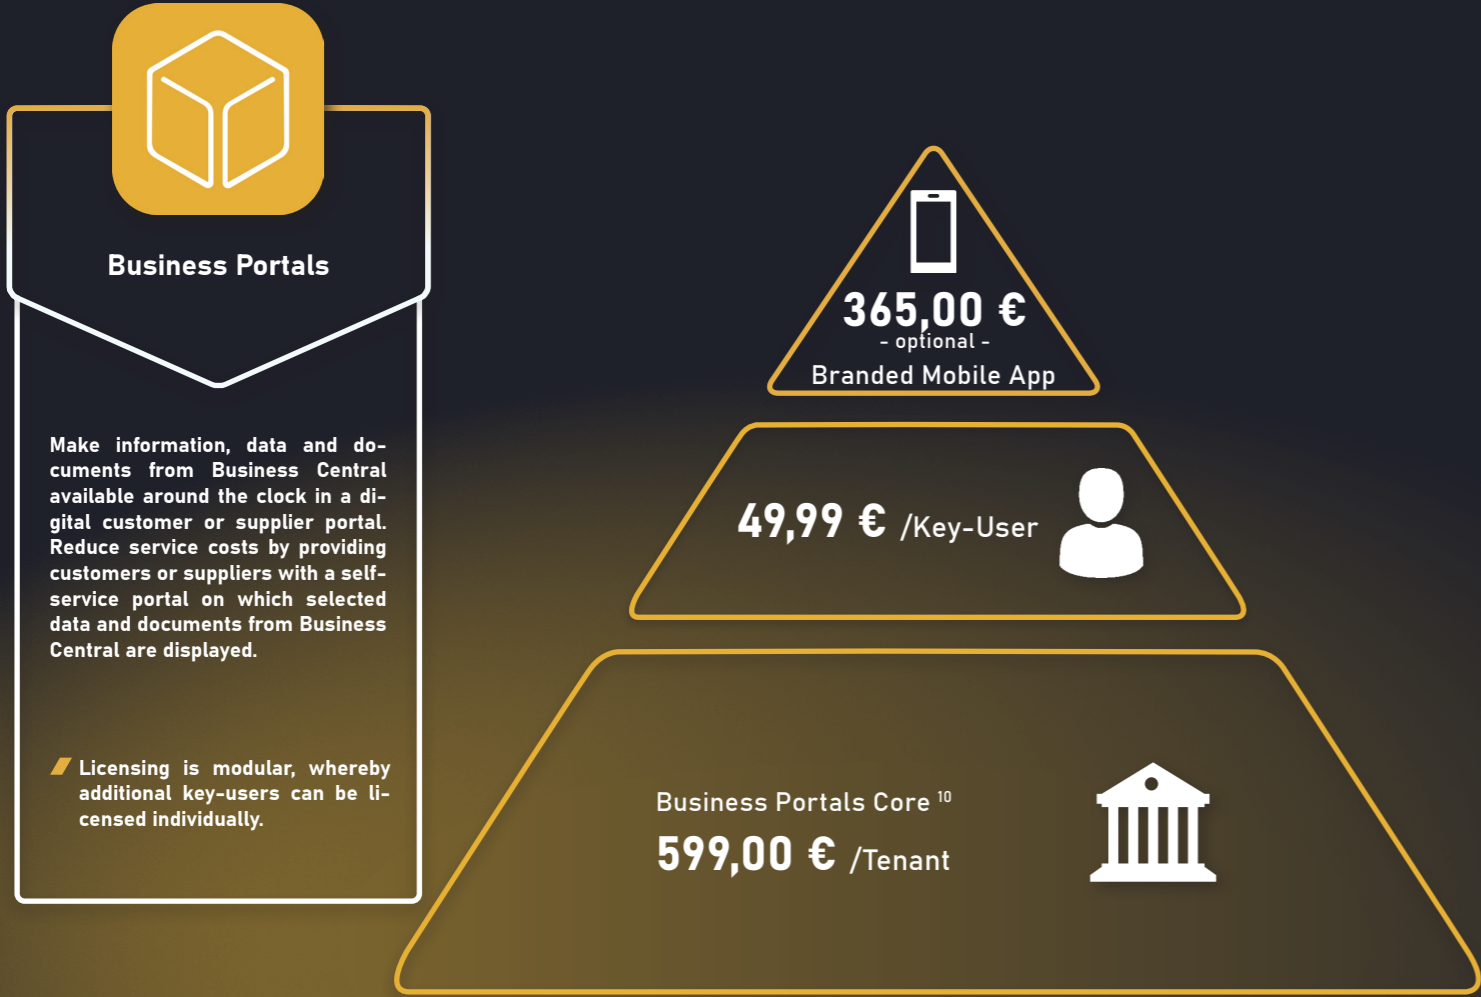 Business Portals
Make information, data and do-
cuments from Business Central
available around the clock in a di-
gital customer or supplier portal.
Reduce service costs by providing
customers or suppliers with a self-
service portal on which selected
data and documents from Business
Central are displayed.
Licensing is modular, whereby
additional key-users can be li-
censed individually.
365,00 €
- optional -
Branded Mobile App
49,99 € /Key-User
Business Portals Core 10
599,00 € /Tenant